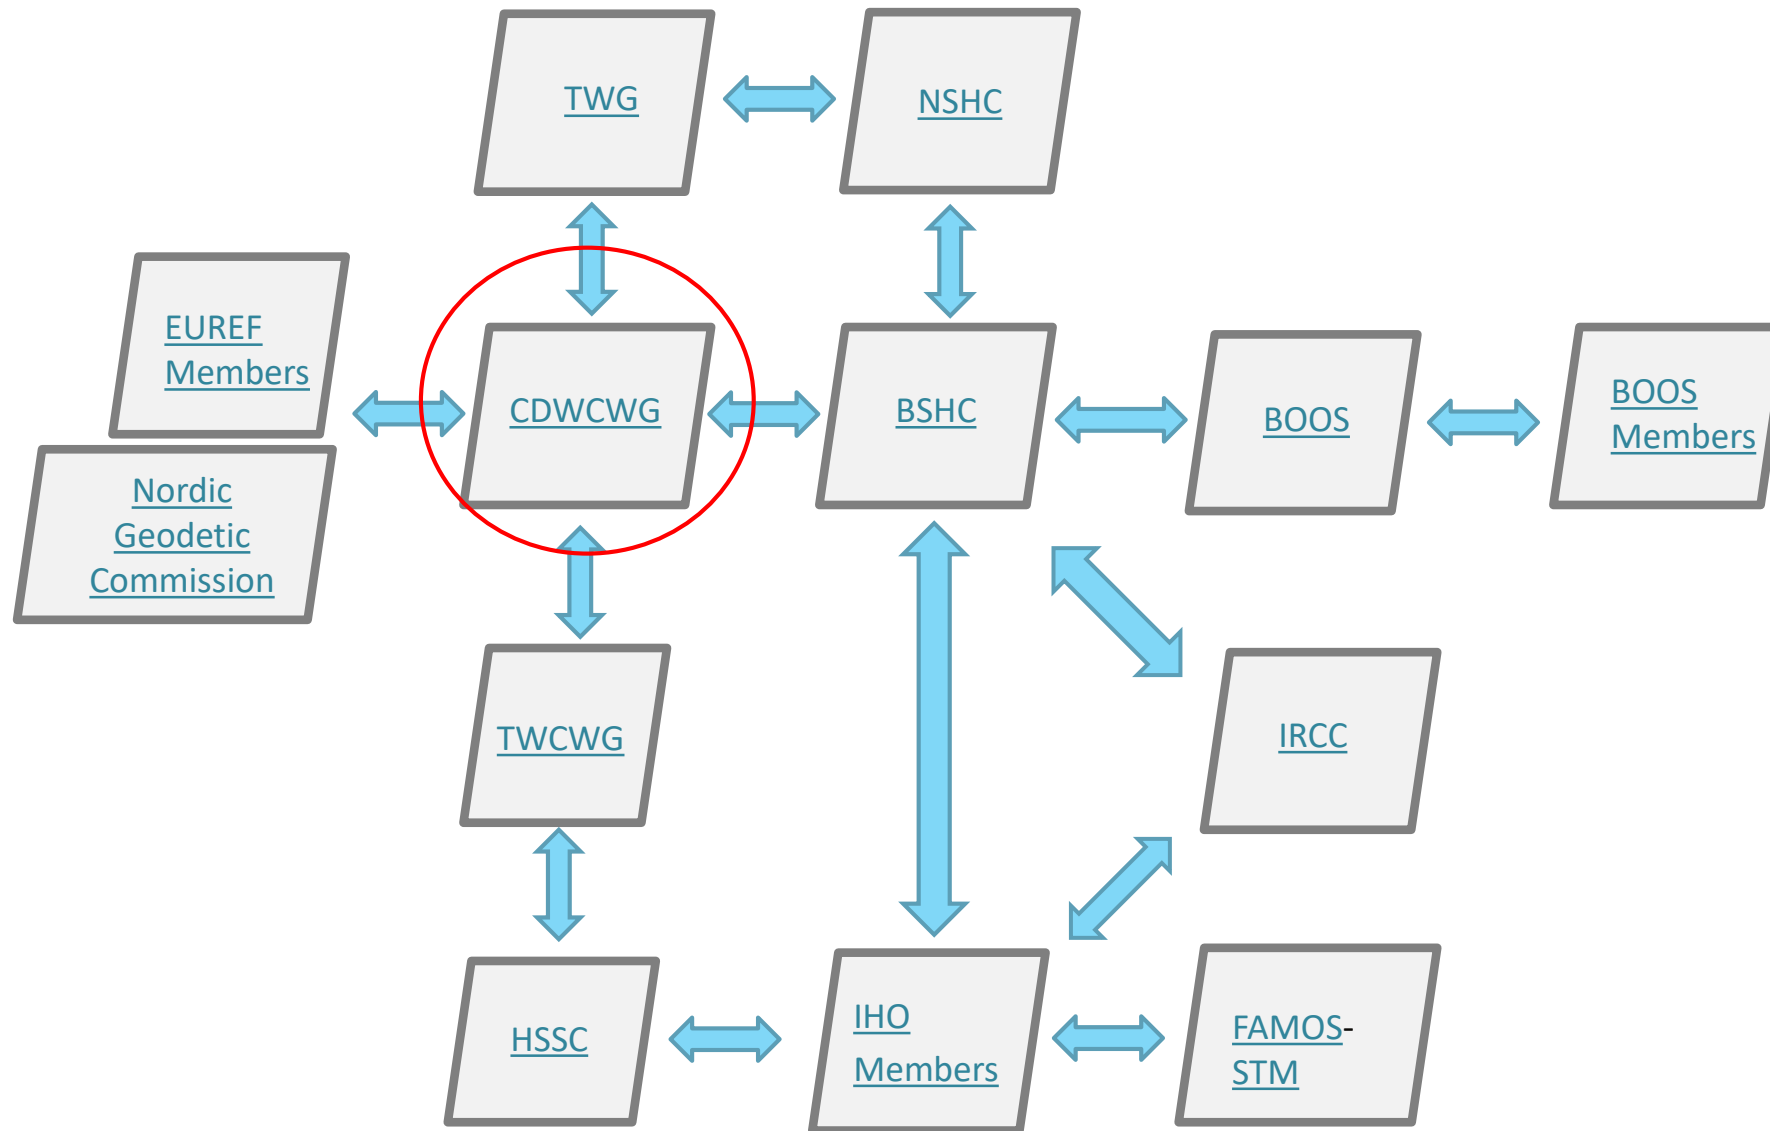 TWG
NSHC
EUREF
Members
CDWCWG
BSHC
BOOS
BOOS
Members
Nordic
Geodetic
Commission
TWCWG
IRCC
HSSC
IHO
Members
FAMOS-
STM